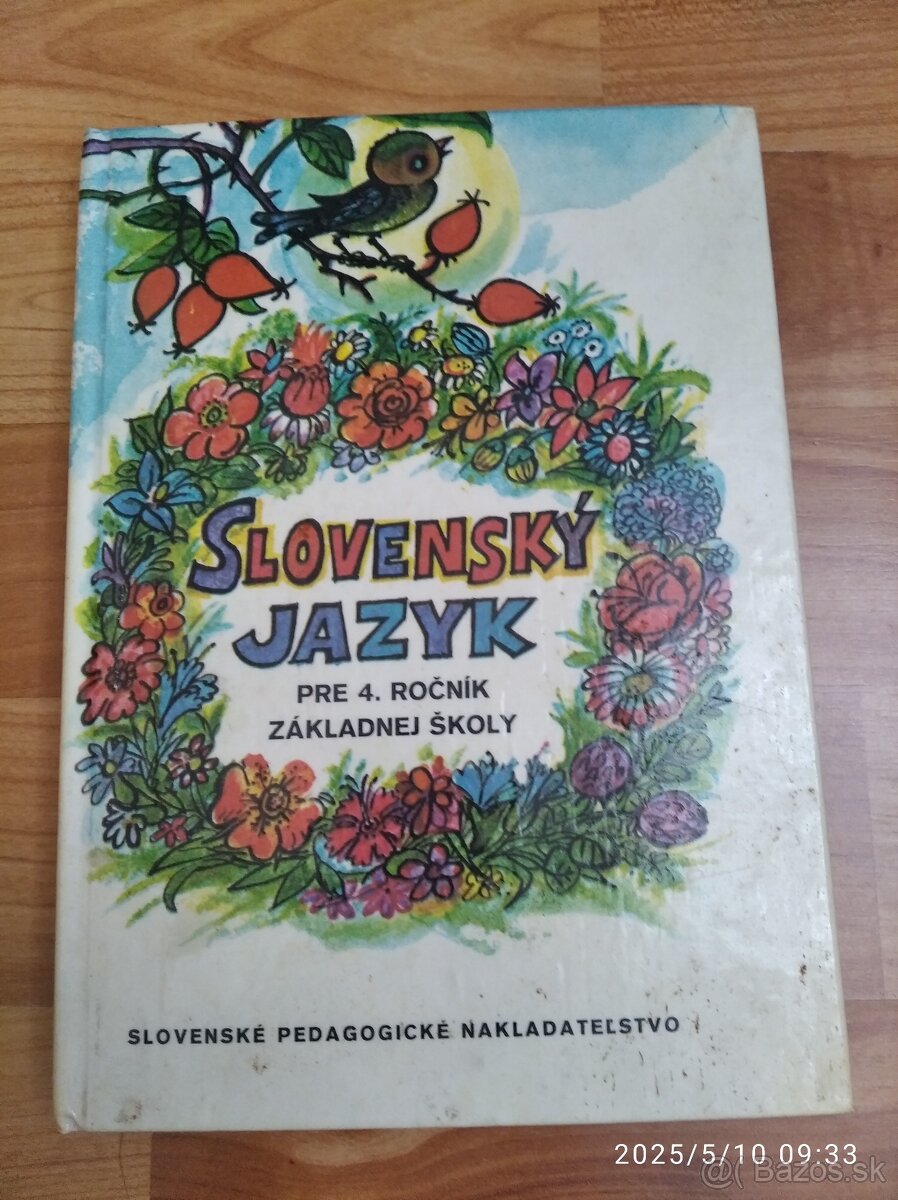 SLOVENSKÝ
JAZYK
PRE 4. ROČNÍK
ZÁKLADNEJ ŠKOLY
SLOVENSKÉ PEDAGOGICKÉ NAKLADATEĽSTVO
2025/5/10 09:33
Bazos.sk